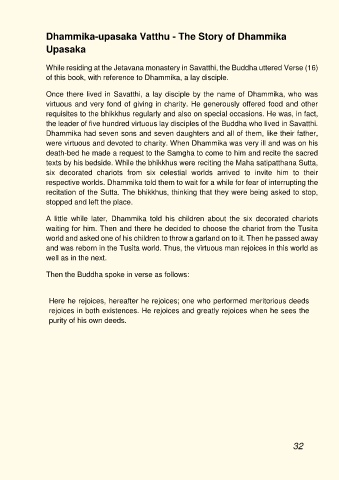 Dhammika-upasaka Vatthu - The Story of Dhammika
Upasaka
While residing at the Jetavana monastery in Savatthi, the Buddha uttered Verse (16)
of this book, with reference to Dhammika, a lay disciple.
Once there lived in Savatthi, a lay disciple by the name of Dhammika, who was
virtuous and very fond of giving in charity. He generously offered food and other
requisites to the bhikkhus regularly and also on special occasions. He was, in fact,
the leader of five hundred virtuous lay disciples of the Buddha who lived in Savatthi.
Dhammika had seven sons and seven daughters and all of them, like their father,
were virtuous and devoted to charity. When Dhammika was very ill and was on his
death-bed he made a request to the Samgha to come to him and recite the sacred
texts by his bedside. While the bhikkhus were reciting the Maha satipatthana Sutta,
six decorated chariots from six celestial worlds arrived to invite him to their
respective worlds. Dhammika told them to wait for a while for fear of interrupting the
recitation of the Sutta. The bhikkhus, thinking that they were being asked to stop,
stopped and left the place.
A little while later, Dhammika told his children about the six decorated chariots
waiting for him. Then and there he decided to choose the chariot from the Tusita
world and asked one of his children to throw a garland on to it. Then he passed away
and was reborn in the Tusita world. Thus, the virtuous man rejoices in this world as
well as in the next.
Then the Buddha spoke in verse as follows:
Here he rejoices, hereafter he rejoices; one who performed meritorious deeds
rejoices in both existences. He rejoices and greatly rejoices when he sees the
purity of his own deeds.
32